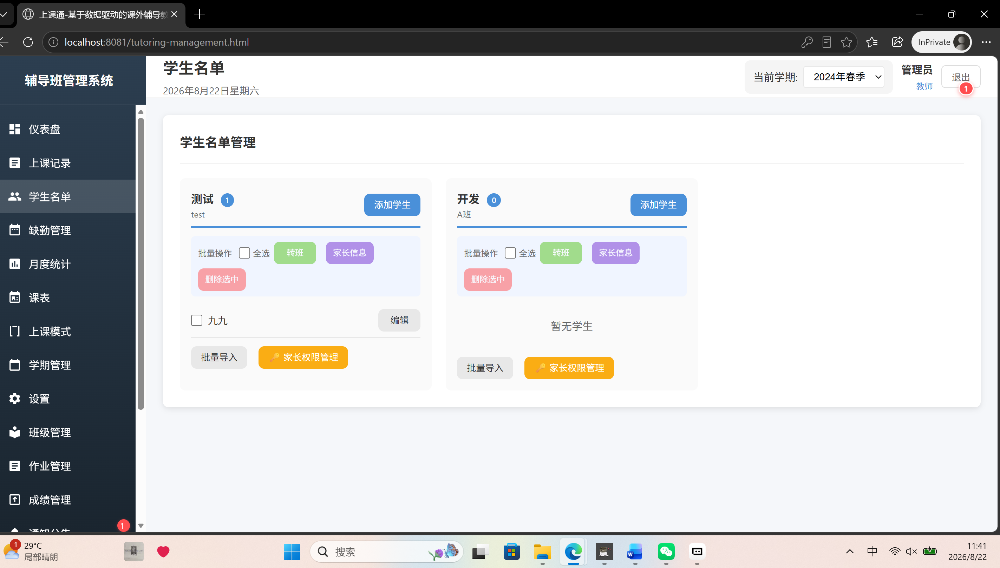 上课通-基于数据驱动的课外辅导教
localhost:8081/tutoring-management.html
InPrivate
辅导班管理系统
仪表盘
上课记录
学生名单
缺勤管理
月度统计
课表
上课模式
学期管理
设置
班级管理
作业管理
成绩管理
通知公告
1
学生名单
2026年8月22日星期六
当前学期:
2024年春季
管理员
教师
退出
1
学生名单管理
测试
1
test
添加学生
批量操作
全选
转班
家长信息
删除选中
九九
编辑
批量导入
家长权限管理
开发
0
A班
添加学生
批量操作
全选
转班
家长信息
删除选中
暂无学生
批量导入
家长权限管理
1
29°C
局部晴朗
搜索
W
中
11:41
2026/8/22